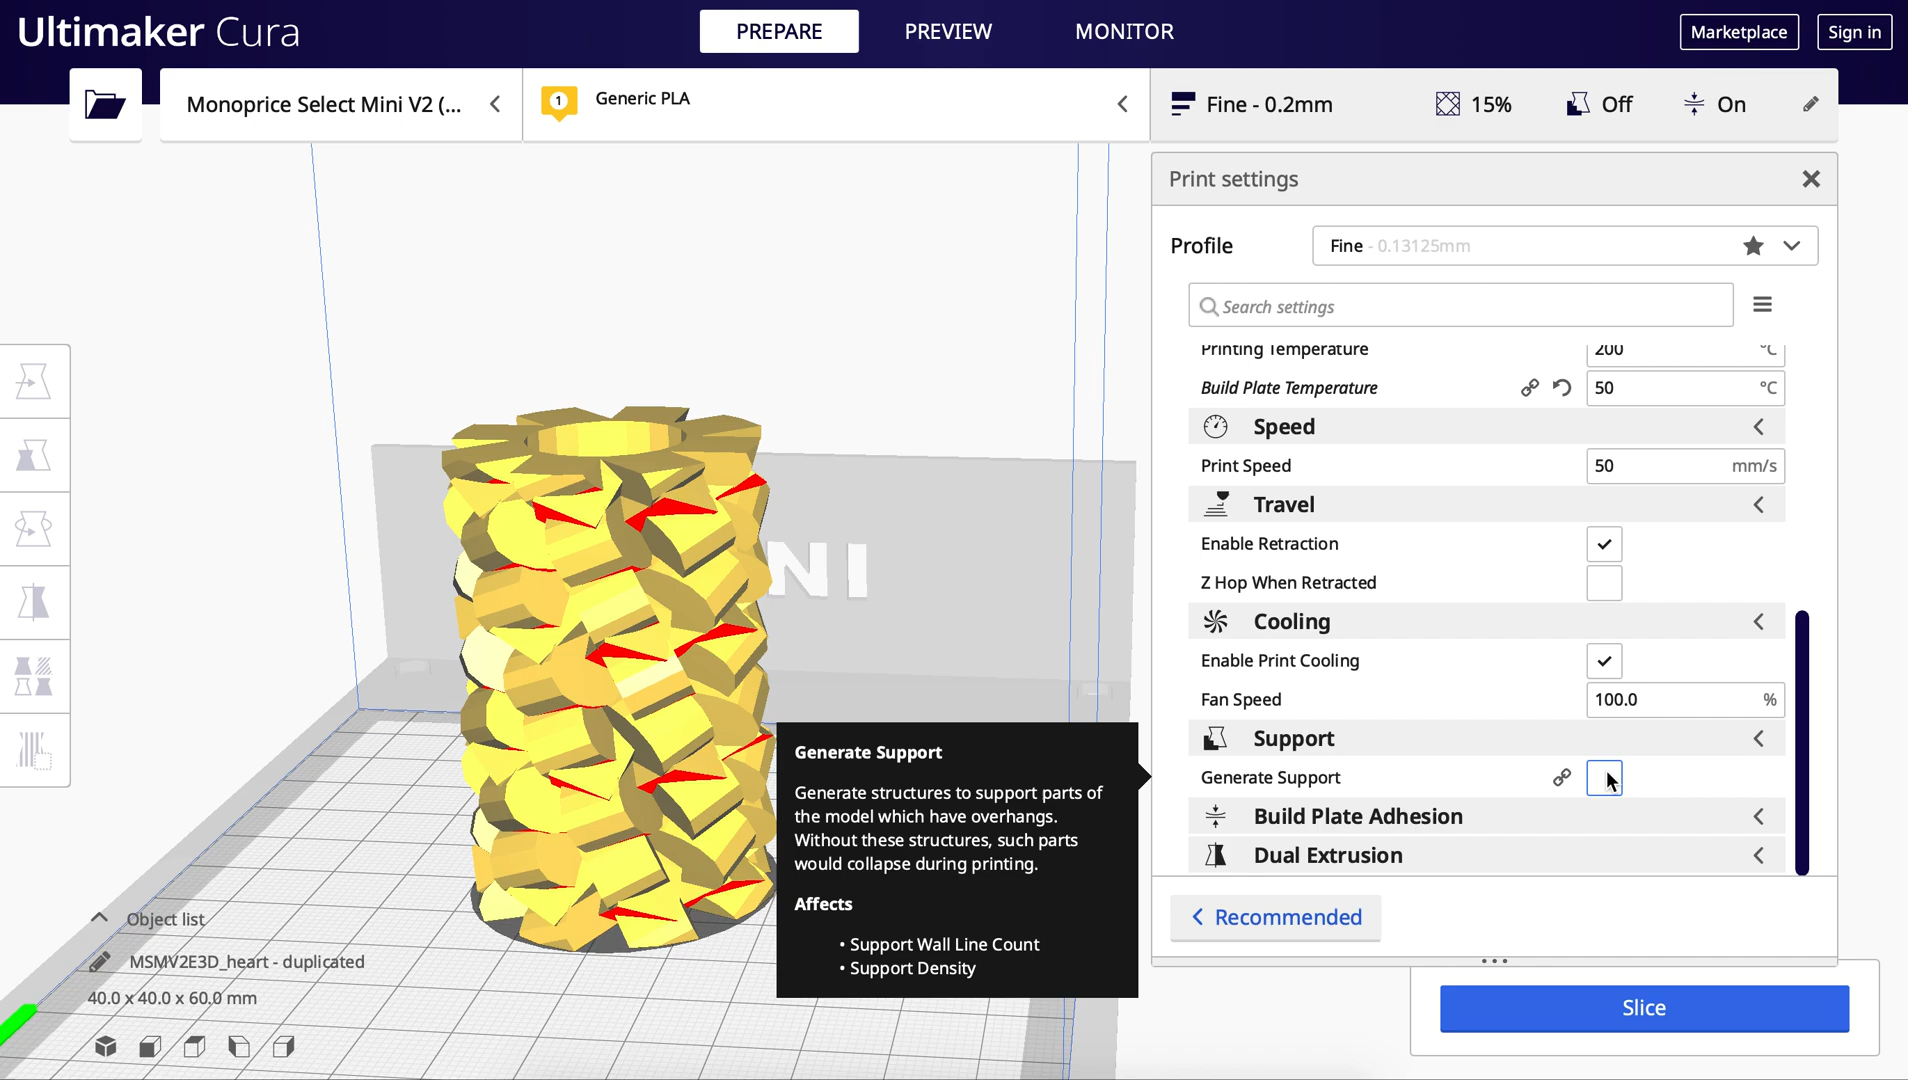 Ultimaker Cura
PREPARE
PREVIEW
MONITOR
Marketplace
Sign in
Monoprice Select Mini V2 (...
1
Generic PLA
Fine - 0.2mm
15%
Off
On
Print settings
Profile
Fine - 0.13125mm
Search settings
Printing Temperature
200
°C
Build Plate Temperature
50
°C
Speed
Print Speed
50
mm/s
Travel
Enable Retraction
Z Hop When Retracted
Cooling
Enable Print Cooling
Fan Speed
100.0
%
Support
Generate Support
Build Plate Adhesion
Dual Extrusion
Recommended
Slice
NI
Generate Support
Generate structures to support parts of
the model which have overhangs.
Without these structures, such parts
would collapse during printing.
Affects
• Support Wall Line Count
• Support Density
Object list
MSMV2E3D_heart - duplicated
40.0 x 40.0 x 60.0 mm